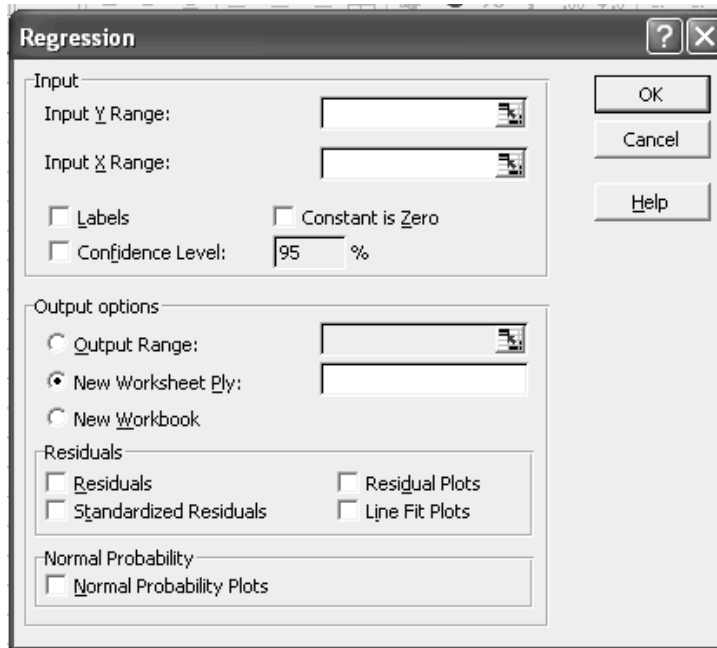 Regression
Input
Input Y Range:
Input X Range:
Labels
Constant is Zero
Confidence Level:
95 %
OK
Cancel
Help
Output options
Output Range:
New Worksheet Ply:
New Workbook
Residuals
Residuals
Residual Plots
Standardized Residuals
Line Fit Plots
Normal Probability
Normal Probability Plots